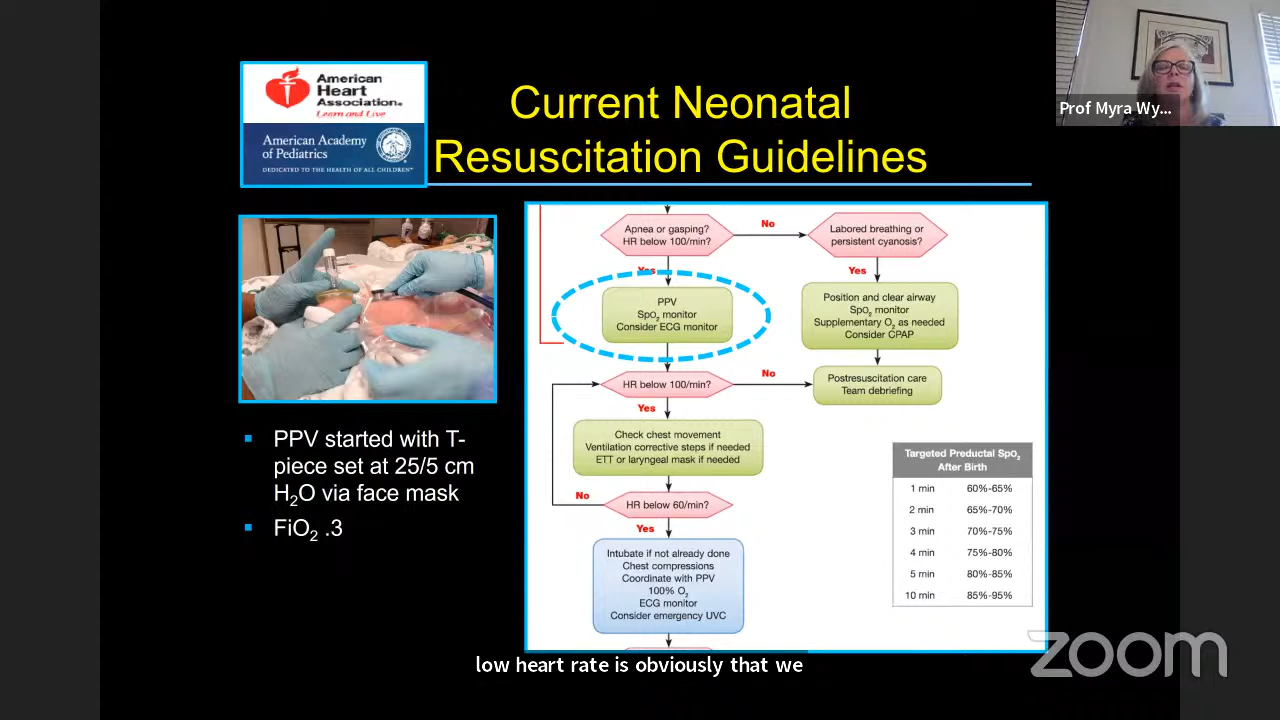 American
Heart
Association®
Learn and Live
American Academy
of Pediatrics
DEDICATED TO THE HEALTH OF ALL CHILDREN™
Current Neonatal
Resuscitation Guidelines
Prof Myra Wy...
Apnea or gasping?
HR below 100/min?
No
Labored breathing or
persistent cyanosis?
Yes
Yes
PPV
SpO₂ monitor
Consider ECG monitor
Position and clear airway
SpO₂ monitor
Supplementary O₂ as needed
Consider CPAP
HR below 100/min?
No
Postresuscitation care
Team debriefing
Yes
Check chest movement
Ventilation corrective steps if needed
ETT or laryngeal mask if needed
No
HR below 60/min?
Yes
Intubate if not already done
Chest compressions
Coordinate with PPV
100% O₂
ECG monitor
Consider emergency UVC
Targeted Preductal SpO₂
After Birth
1 min 60%-65%
2 min 65%-70%
3 min 70%-75%
4 min 75%-80%
5 min 80%-85%
10 min 85%-95%
▪ PPV started with T-
piece set at 25/5 cm
H₂O via face mask
▪ FiO₂ .3
low heart rate is obviously that we
zoom